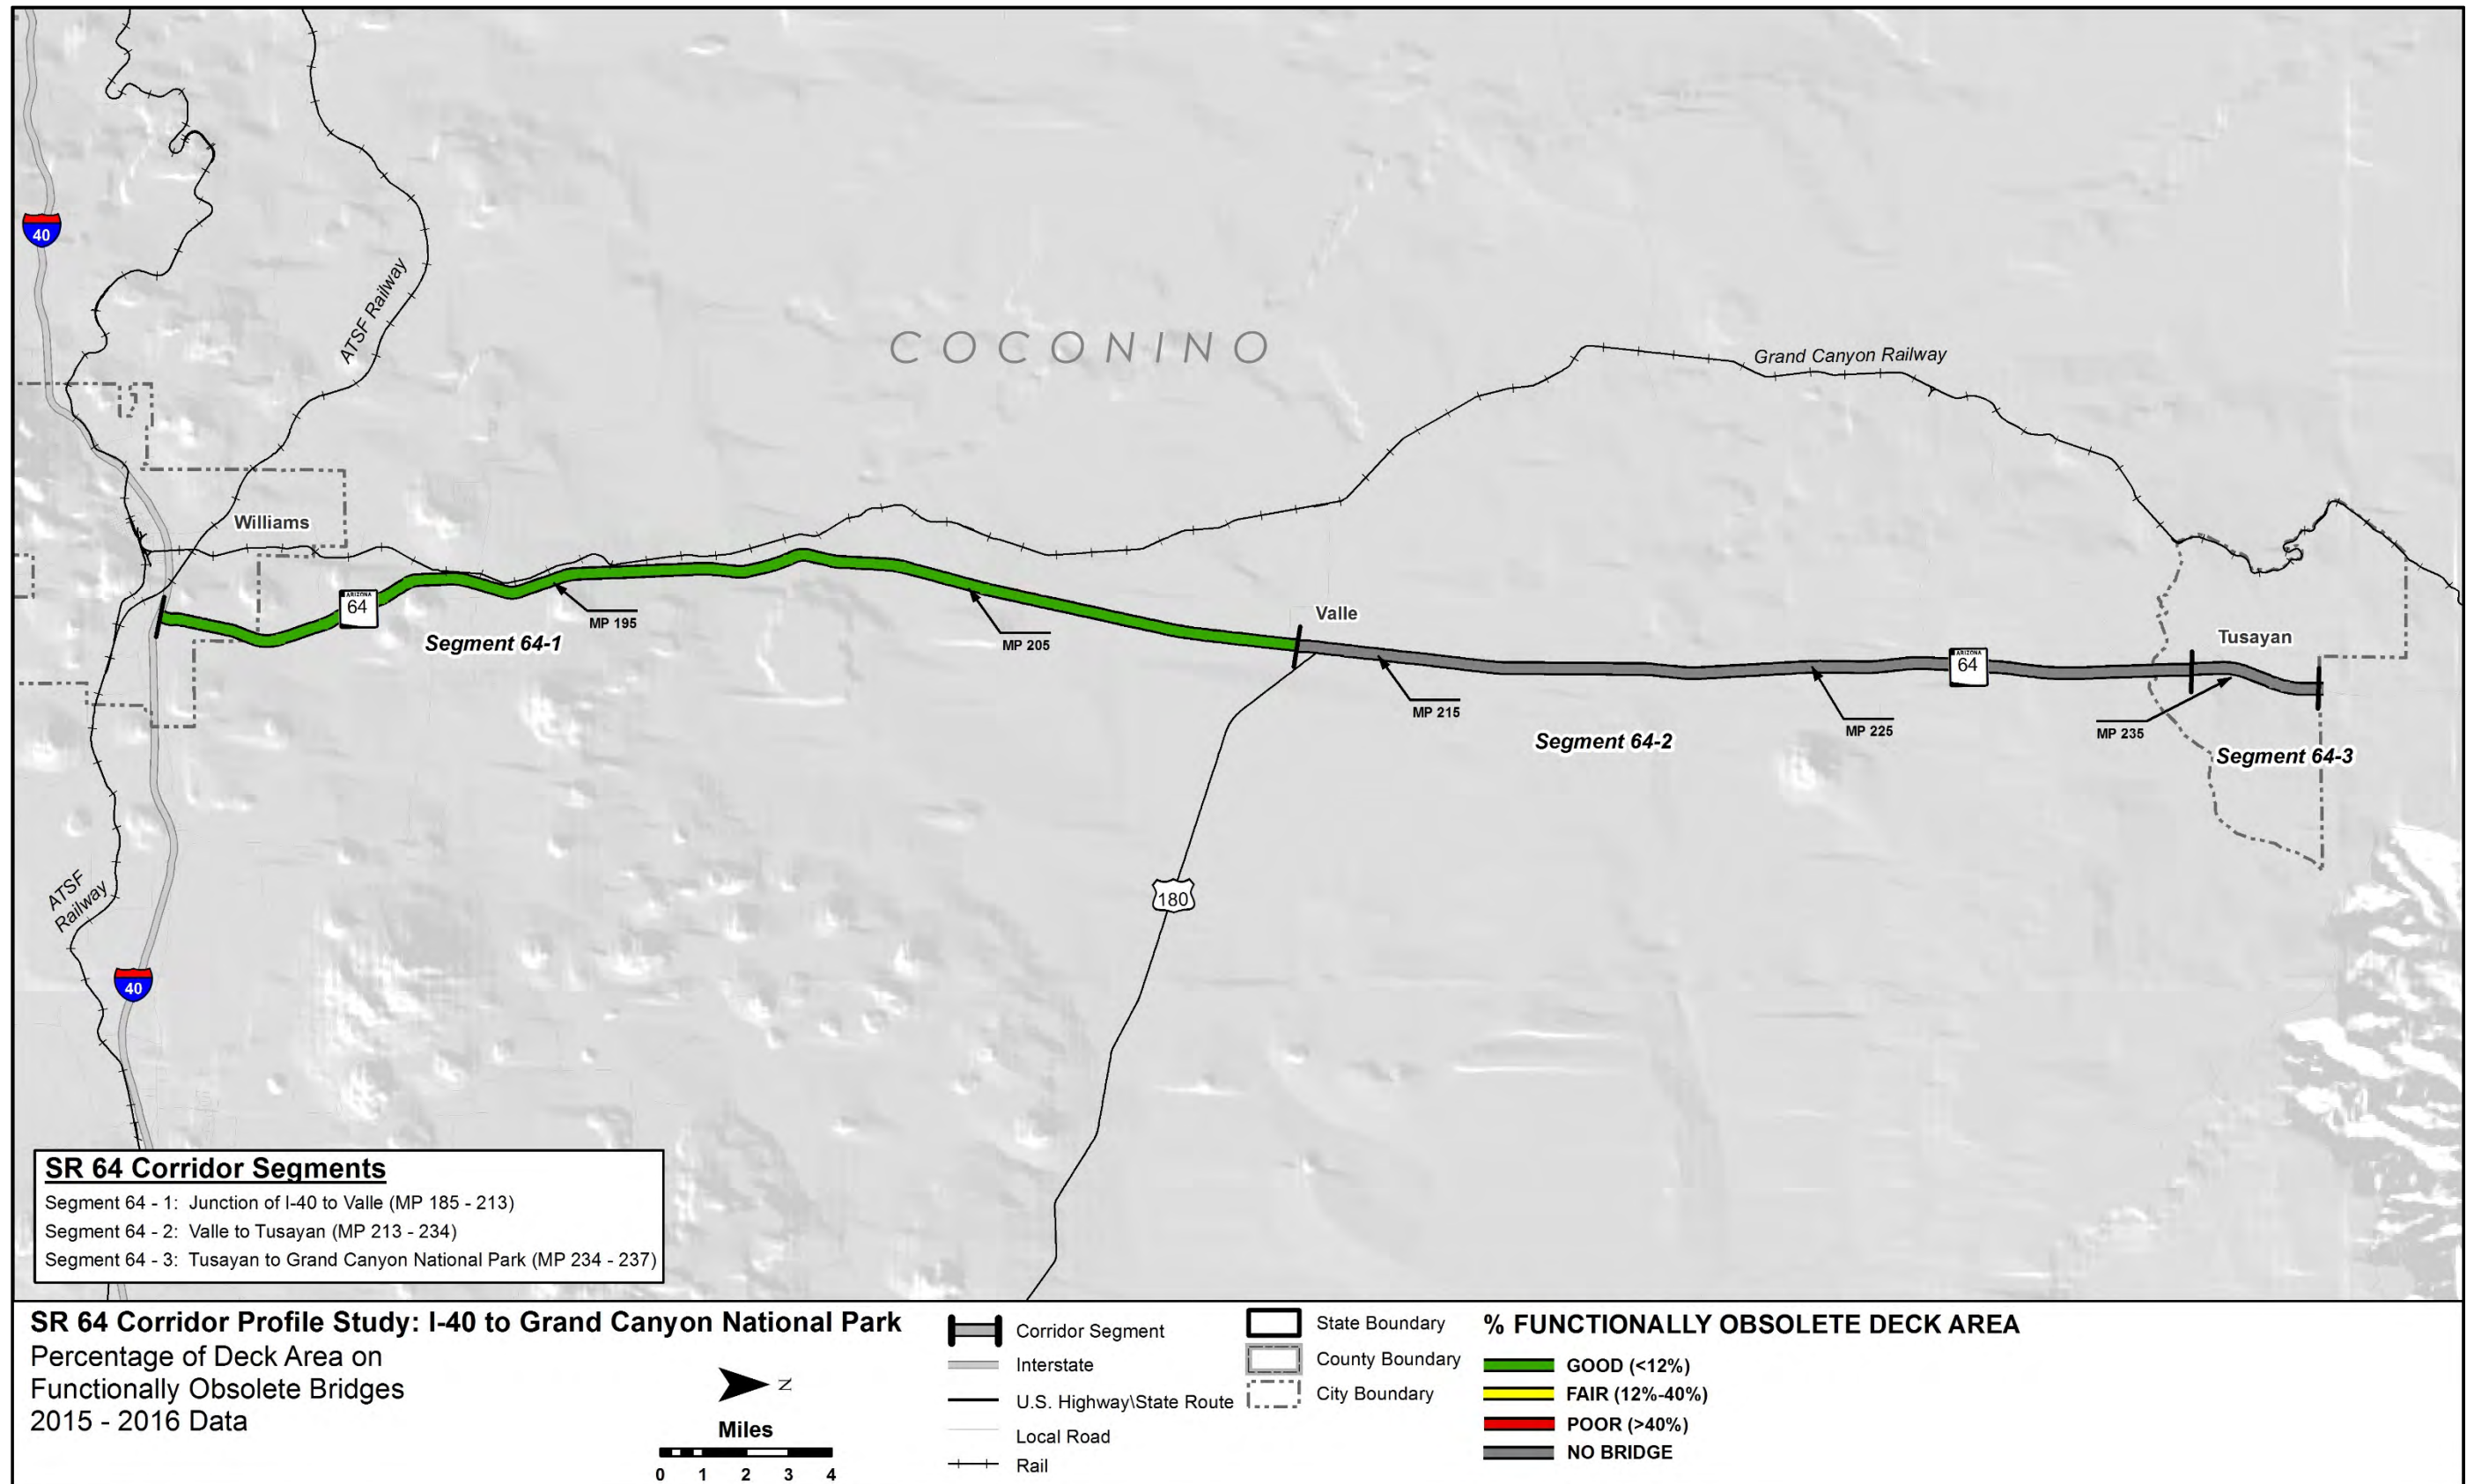 40
ATSF Railway
COCONINO
Grand Canyon Railway
Williams
ARIZONA
64
Segment 64-1
MP 195
MP 205
Valle
MP 215
Segment 64-2
MP 225
ARIZONA
64
Tusayan
MP 235
Segment 64-3
180
ATSF
Railway
40
SR 64 Corridor Segments
Segment 64 - 1: Junction of I-40 to Valle (MP 185 - 213)
Segment 64 - 2: Valle to Tusayan (MP 213 - 234)
Segment 64 - 3: Tusayan to Grand Canyon National Park (MP 234 - 237)
SR 64 Corridor Profile Study: I-40 to Grand Canyon National Park
Percentage of Deck Area on
Functionally Obsolete Bridges
2015 - 2016 Data
N
Miles
0 1 2 3 4
Corridor Segment
Interstate
U.S. Highway\State Route
Local Road
Rail
State Boundary
County Boundary
City Boundary
% FUNCTIONALLY OBSOLETE DECK AREA
GOOD (<12%)
FAIR (12%-40%)
POOR (>40%)
NO BRIDGE